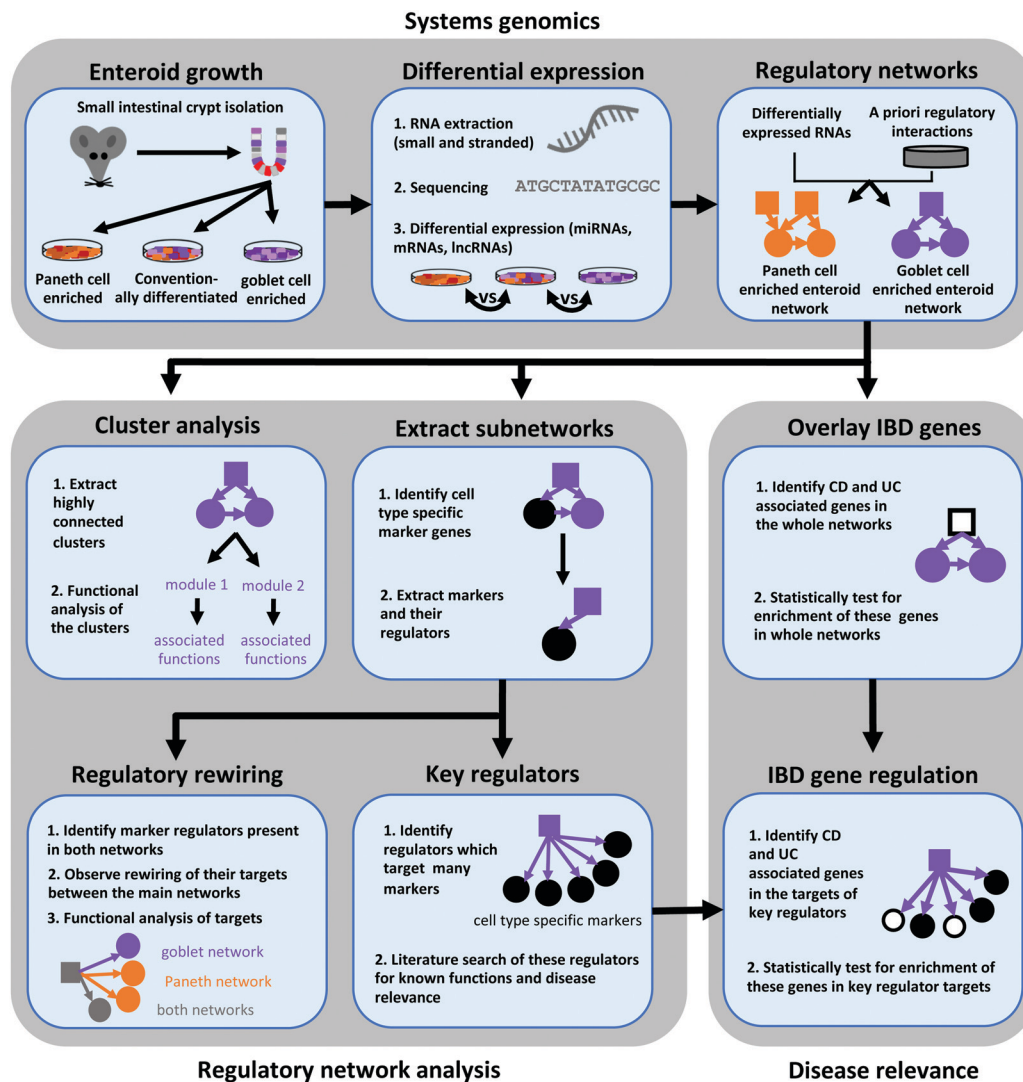 Systems genomics
Enteroid growth
Small intestinal crypt isolation
Paneth cell
enriched
Convention-
ally differentiated
goblet cell
enriched
Differential expression
1. RNA extraction
(small and stranded)
2. Sequencing
ATGCTATATGCGC
3. Differential expression (miRNAs,
mRNAs, lncRNAs)
VS
VS
Regulatory networks
Differentially
expressed RNAs
A priori regulatory
interactions
Paneth cell
enriched enteroid
network
Goblet cell
enriched enteroid
network
Cluster analysis
1. Extract
highly
connected
clusters
2. Functional
analysis of
the clusters
module 1
module 2
associated
functions
associated
functions
Extract subnetworks
1. Identify cell
type specific
marker genes
2. Extract markers
and their
regulators
Overlay IBD genes
1. Identify CD and UC
associated genes in
the whole networks
2. Statistically test for
enrichment of these genes
in whole networks
Regulatory rewiring
1. Identify marker regulators present
in both networks
2. Observe rewiring of their targets
between the main networks
3. Functional analysis of targets
goblet network
Paneth network
both networks
Key regulators
1. Identify
regulators which
target many
markers
cell type specific markers
2. Literature search of these regulators
for known functions and disease
relevance
IBD gene regulation
1. Identify CD
and UC
associated genes
in the targets of
key regulators
2. Statistically test for enrichment of
these genes in key regulator targets
Regulatory network analysis
Disease relevance